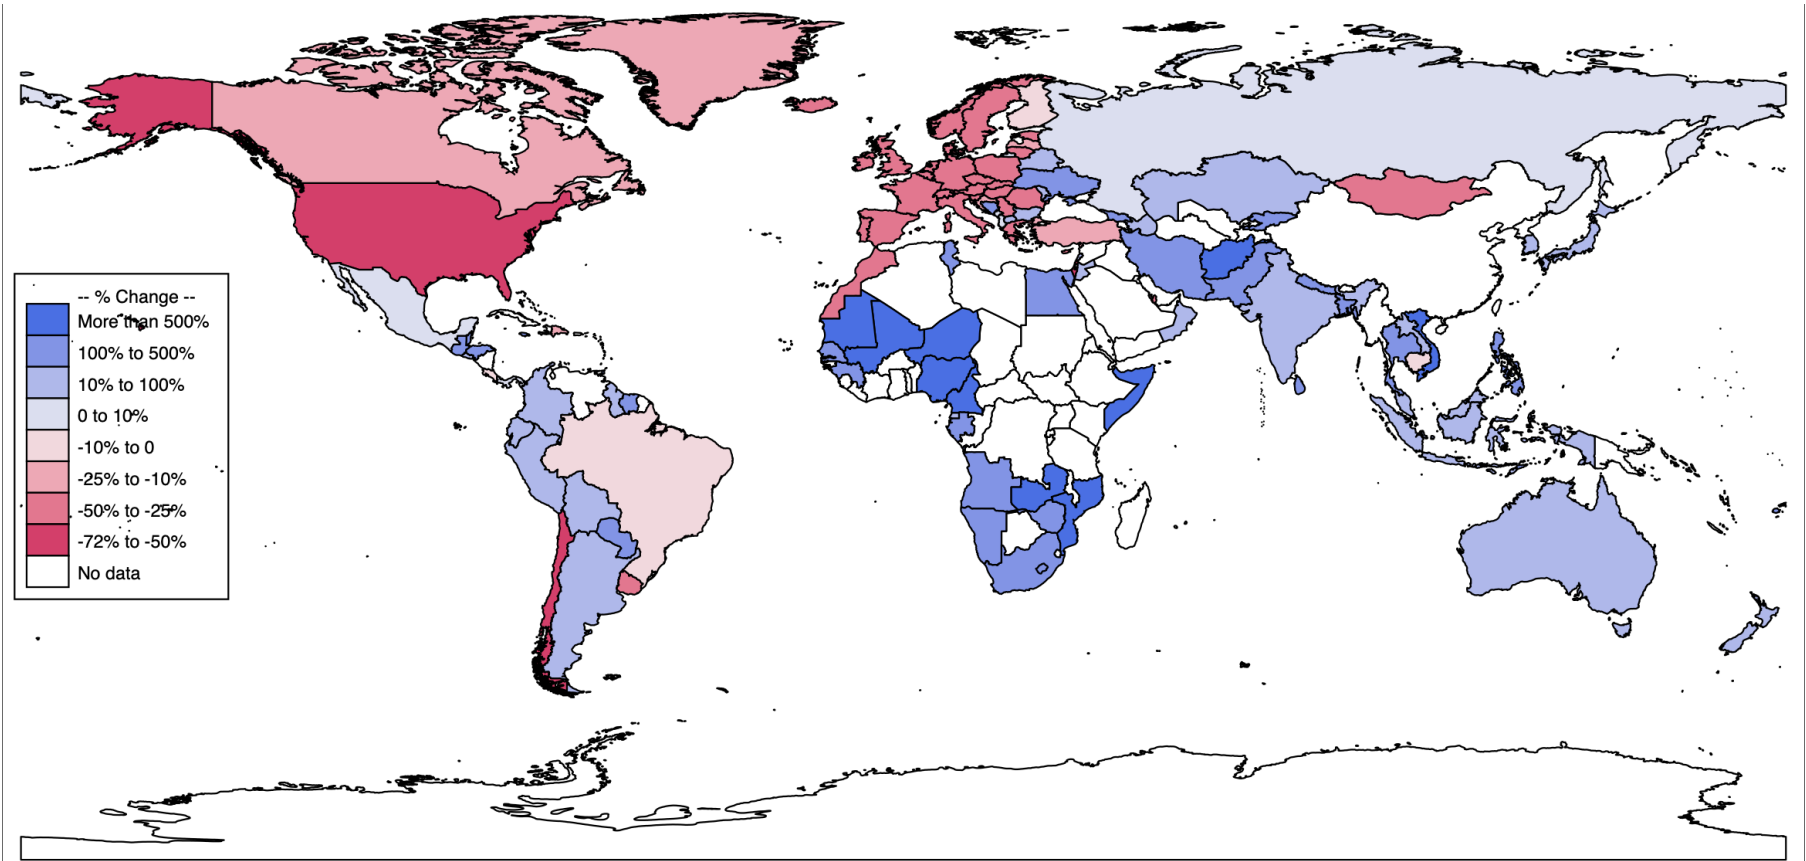 -- % Change --
More than 500%
100% to 500%
10% to 100%
0 to 10%
-10% to 0
-25% to -10%
-50% to -25%
-72% to -50%
No data